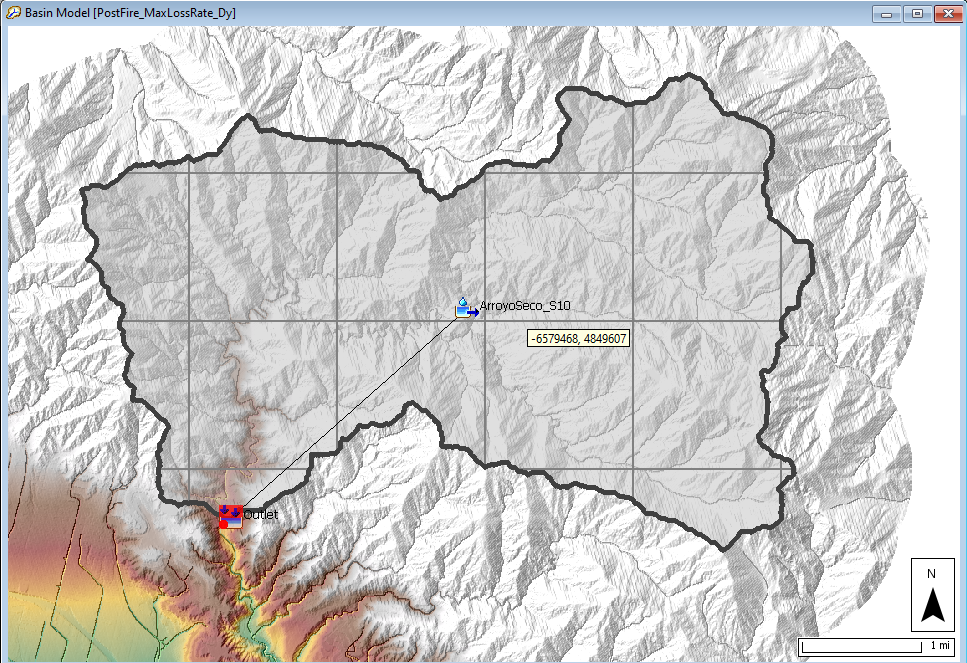 Basin Model [PostFire_MaxLossRate_Dy]
ArroyoSeco_S10
-6579468, 4849607
Outlet
N
1 mi